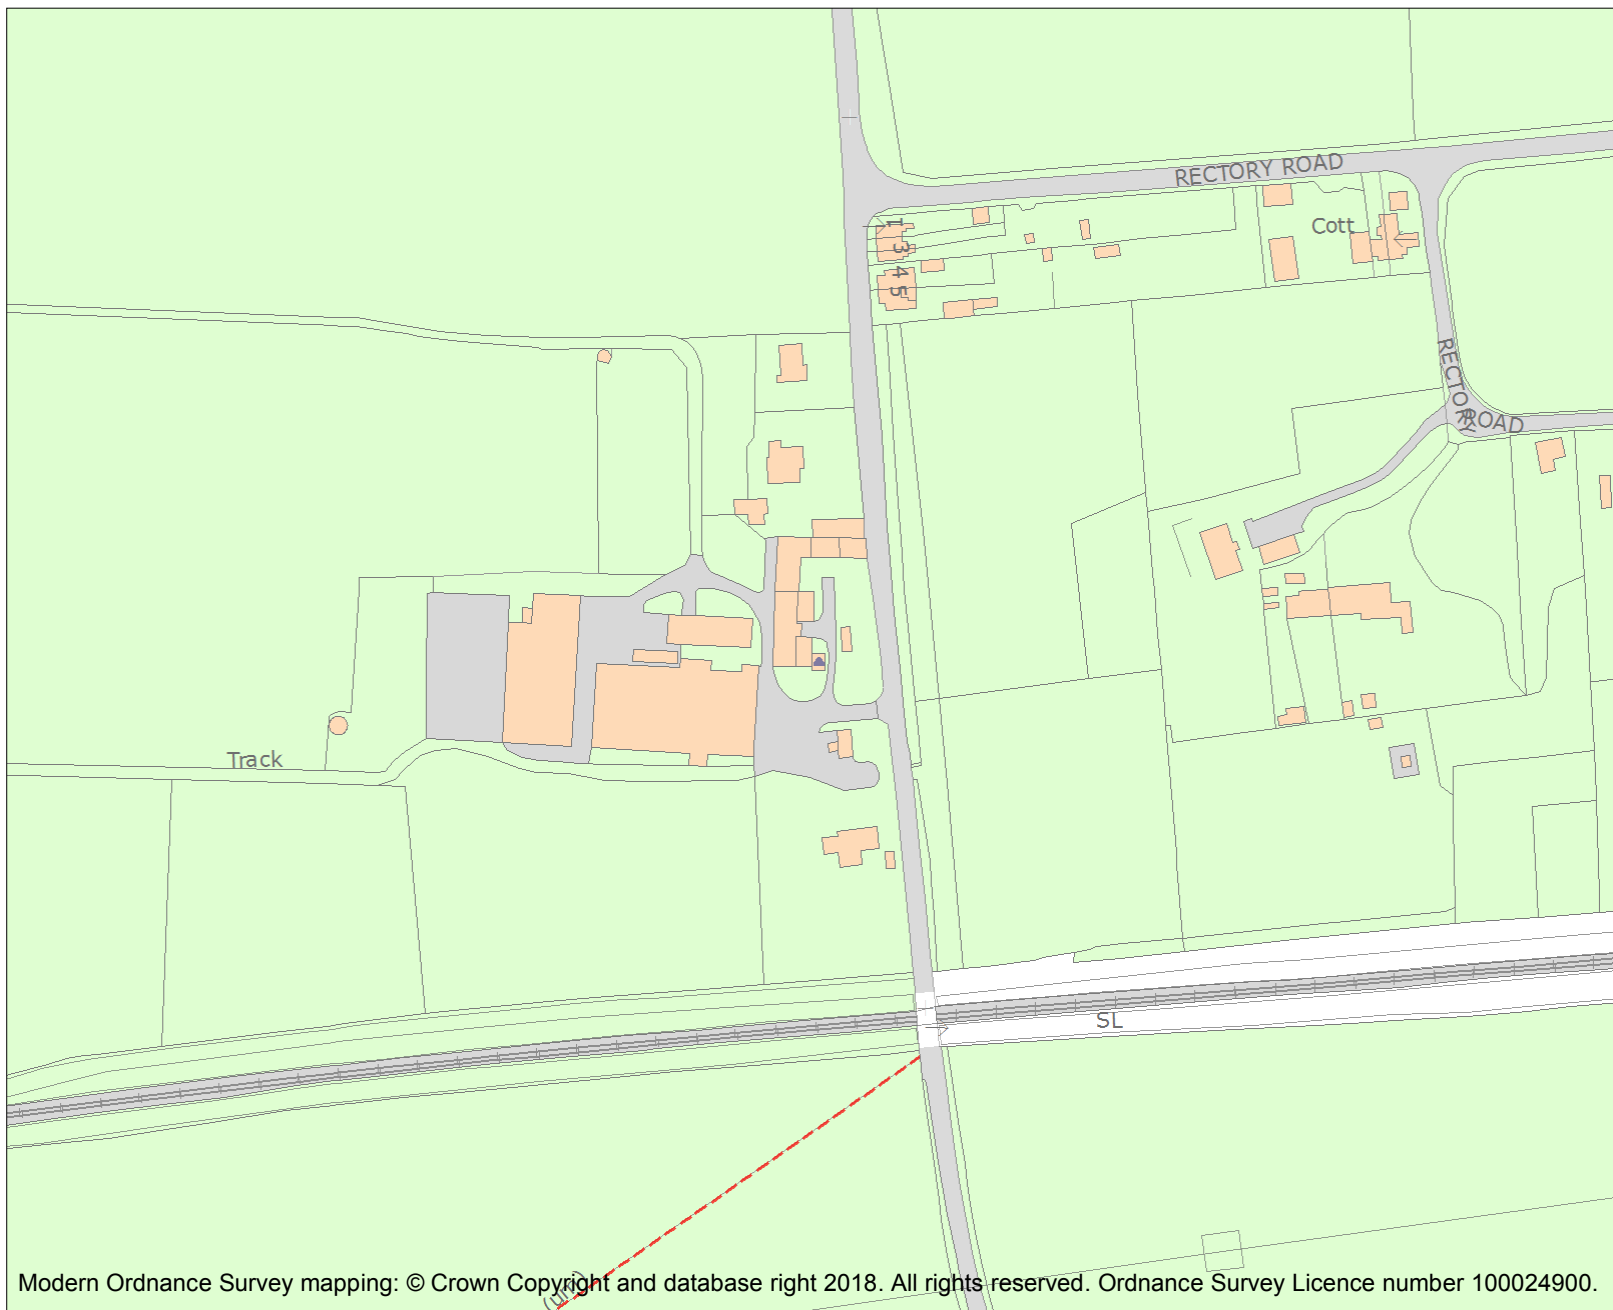 RECTORY ROAD
Cott
1
3
4
5
RECTORY
ROAD
Track
SL
(um)
Modern Ordnance Survey mapping: © Crown Copyright and database right 2018. All rights reserved. Ordnance Survey Licence number 100024900.